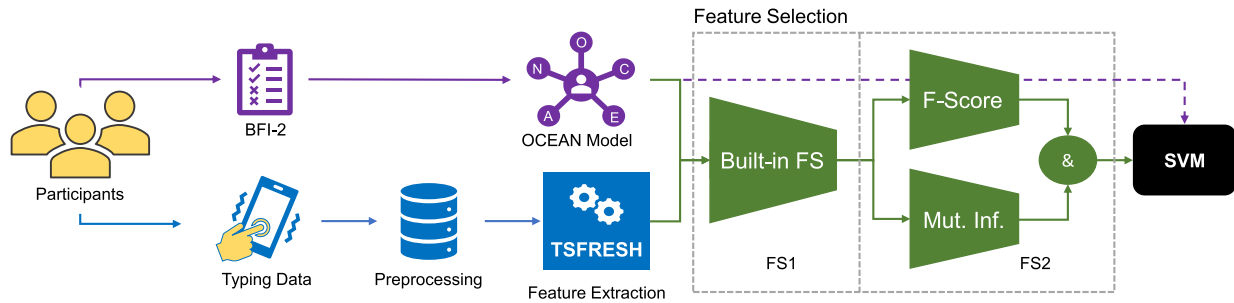 Feature Selection
Participants
BFI-2
O
N
C
A
E
OCEAN Model
Typing Data
Preprocessing
TSFRESH
Feature Extraction
Built-in FS
FS1
F-Score
Mut. Inf.
&
FS2
SVM